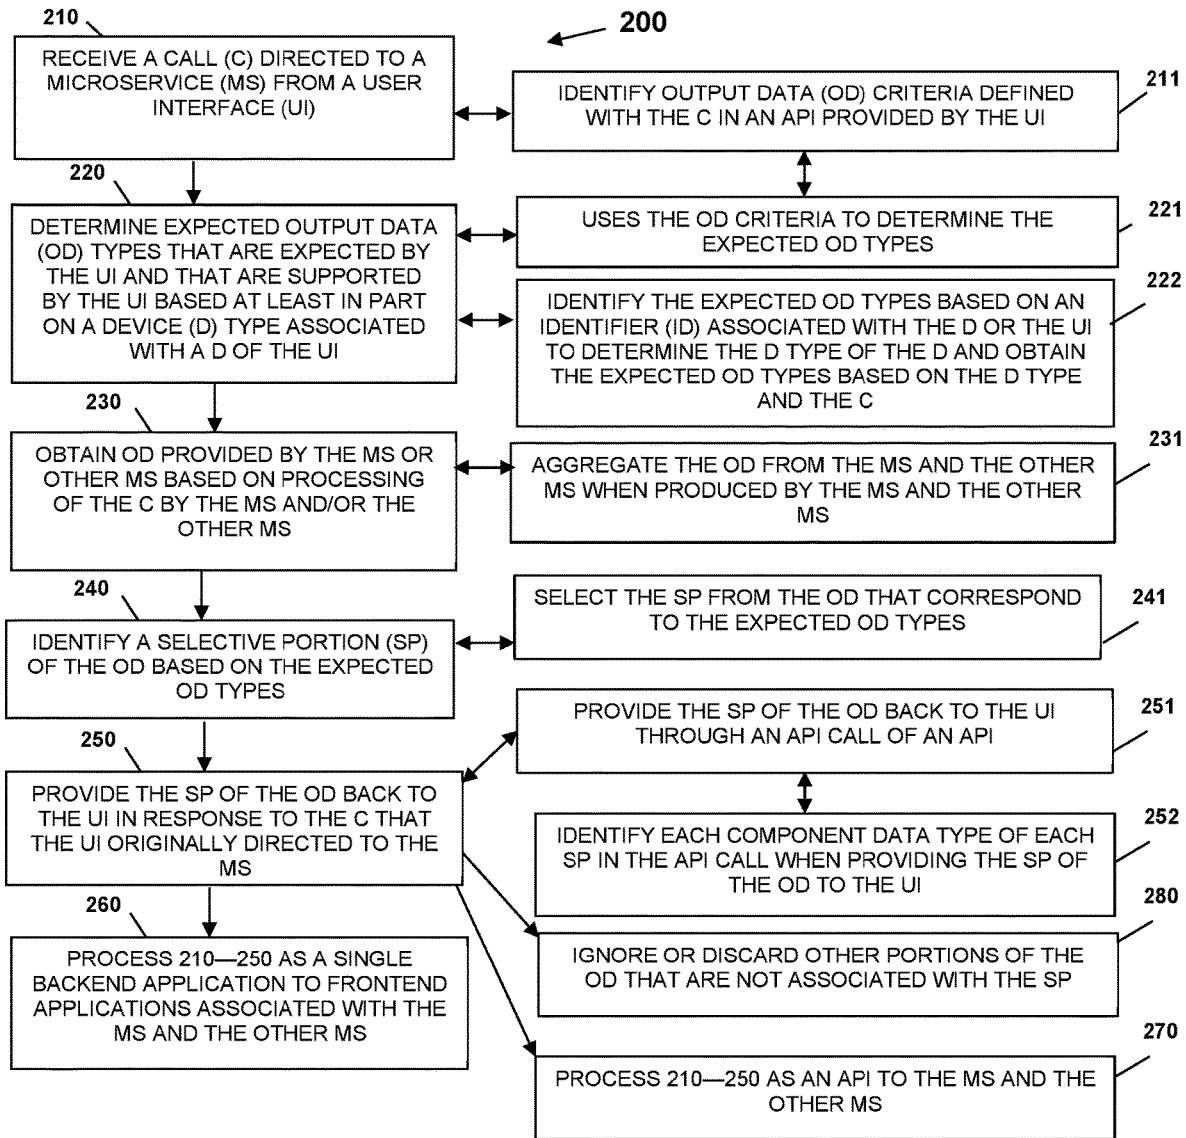 200
210
RECEIVE A CALL (C) DIRECTED TO A
MICROSERVICE (MS) FROM A USER
INTERFACE (UI)
211
IDENTIFY OUTPUT DATA (OD) CRITERIA DEFINED
WITH THE C IN AN API PROVIDED BY THE UI
220
DETERMINE EXPECTED OUTPUT DATA
(OD) TYPES THAT ARE EXPECTED BY
THE UI AND THAT ARE SUPPORTED
BY THE UI BASED AT LEAST IN PART
ON A DEVICE (D) TYPE ASSOCIATED
WITH A D OF THE UI
221
USES THE OD CRITERIA TO DETERMINE THE
EXPECTED OD TYPES
222
IDENTIFY THE EXPECTED OD TYPES BASED ON AN
IDENTIFIER (ID) ASSOCIATED WITH THE D OR THE UI
TO DETERMINE THE D TYPE OF THE D AND OBTAIN
THE EXPECTED OD TYPES BASED ON THE D TYPE
AND THE C
230
OBTAIN OD PROVIDED BY THE MS OR
OTHER MS BASED ON PROCESSING
OF THE C BY THE MS AND/OR THE
OTHER MS
231
AGGREGATE THE OD FROM THE MS AND THE OTHER
MS WHEN PRODUCED BY THE MS AND THE OTHER
MS
240
IDENTIFY A SELECTIVE PORTION (SP)
OF THE OD BASED ON THE EXPECTED
OD TYPES
241
SELECT THE SP FROM THE OD THAT CORRESPOND
TO THE EXPECTED OD TYPES
250
PROVIDE THE SP OF THE OD BACK TO
THE UI IN RESPONSE TO THE C THAT
THE UI ORIGINALLY DIRECTED TO THE
MS
251
PROVIDE THE SP OF THE OD BACK TO THE UI
THROUGH AN API CALL OF AN API
252
IDENTIFY EACH COMPONENT DATA TYPE OF EACH
SP IN THE API CALL WHEN PROVIDING THE SP OF
THE OD TO THE UI
260
PROCESS 210—250 AS A SINGLE
BACKEND APPLICATION TO FRONTEND
APPLICATIONS ASSOCIATED WITH THE
MS AND THE OTHER MS
280
IGNORE OR DISCARD OTHER PORTIONS OF THE
OD THAT ARE NOT ASSOCIATED WITH THE SP
270
PROCESS 210—250 AS AN API TO THE MS AND THE
OTHER MS